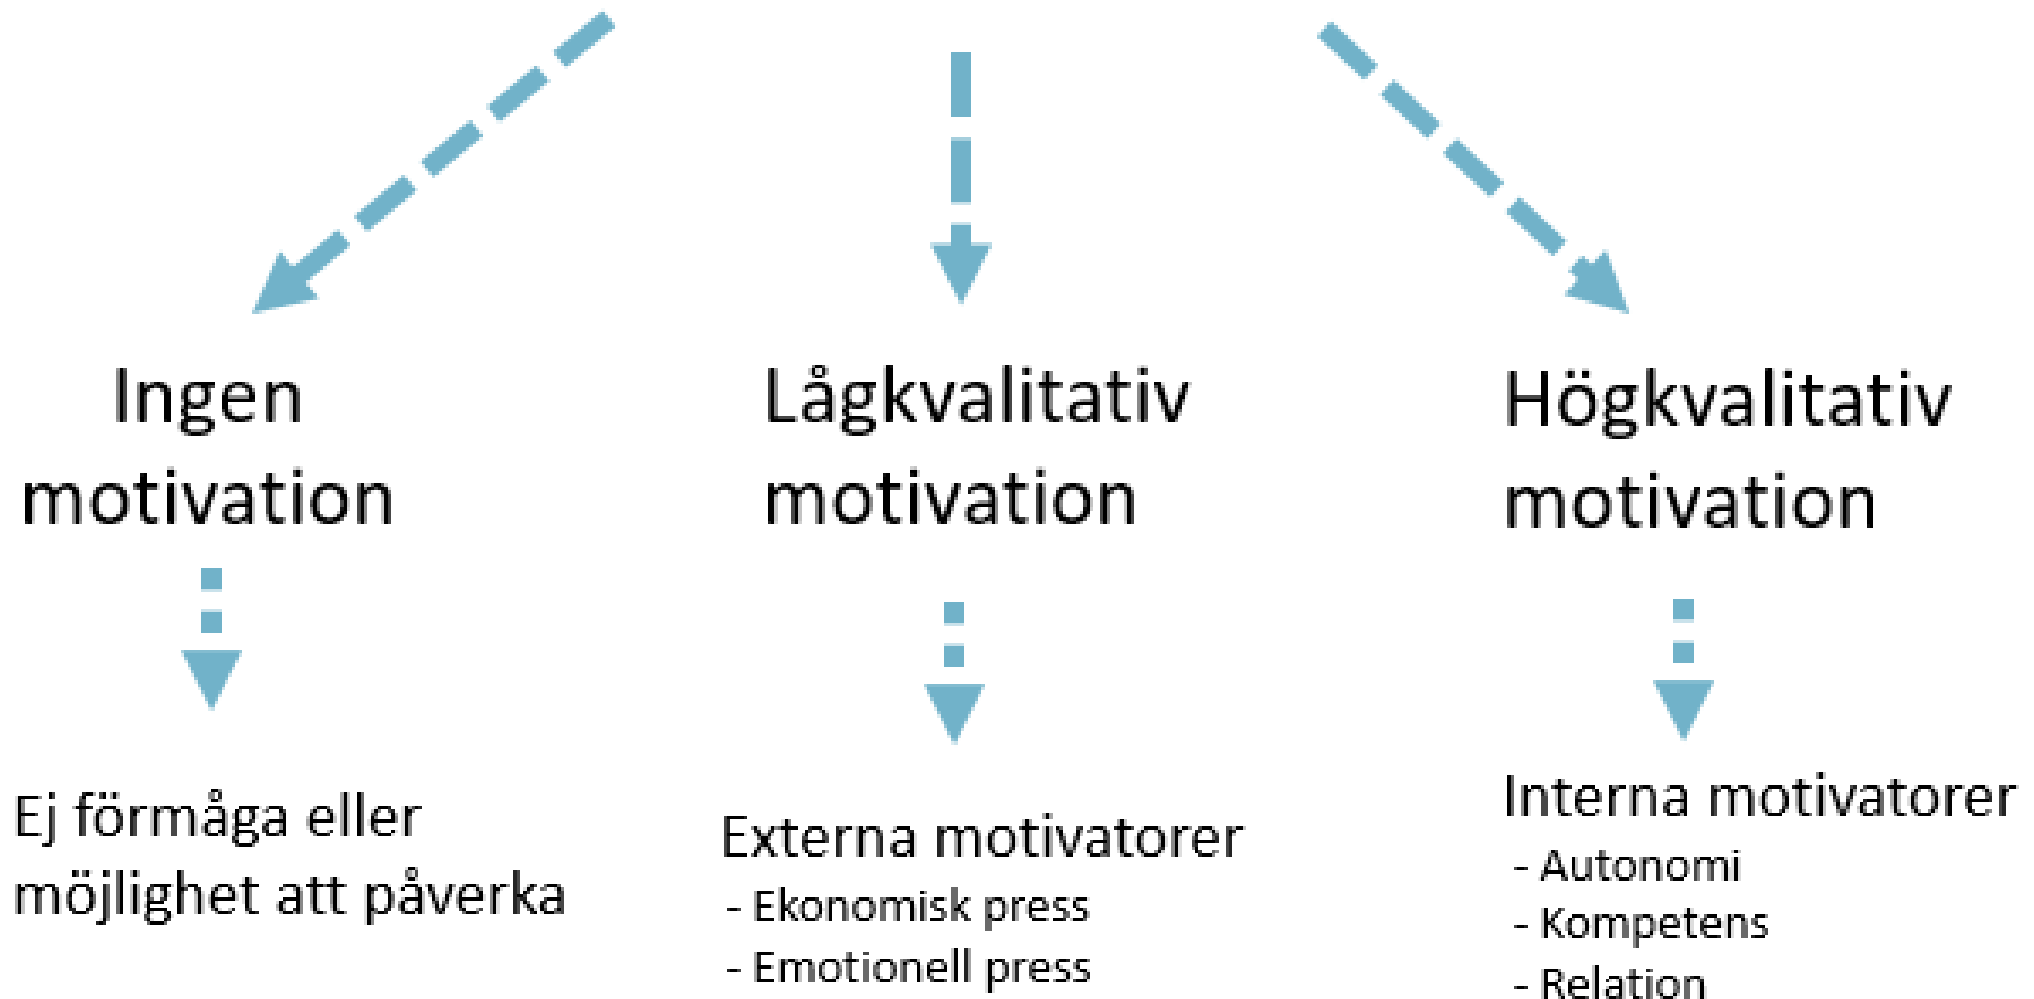 Ingen
motivation
Lågkvalitativ
motivation
Högkvalitativ
motivation
Ej förmåga eller
möjlighet att påverka
Externa motivatorer
- Ekonomisk press
- Emotionell press
Interna motivatorer
- Autonomi
- Kompetens
- Relation